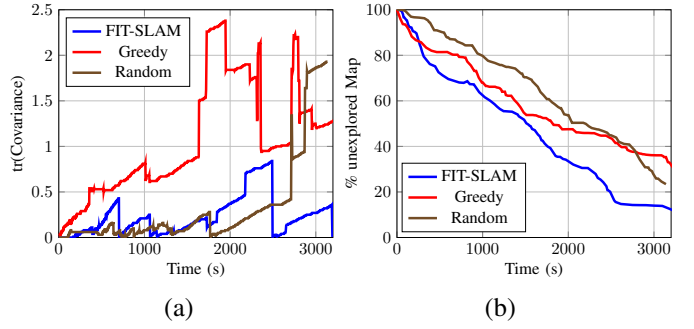 2.5
2
1.5
1
0.5
0
0
1000
2000
3000
tr(Covariance)
Time (s)
FIT-SLAM
Greedy
Random
(a)
100
80
60
40
20
0
0
1000
2000
3000
% unexplored Map
Time (s)
FIT-SLAM
Greedy
Random
(b)